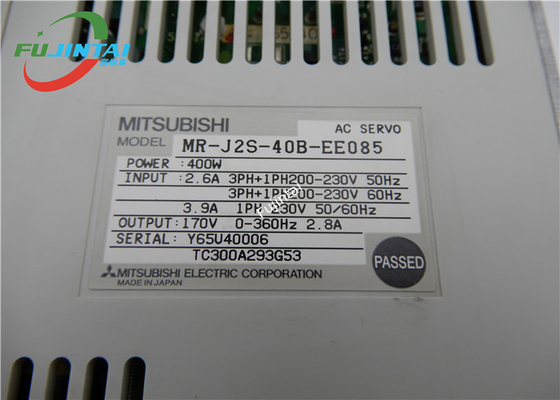 FUJINTAI
MITSUBISHI
AC SERVO
MODEL MR-J2S-40B-EE085
POWER : 400W
INPUT : 2.6A 3PH+1PH200-230V 50Hz
3PH+1PH200-230V 60Hz
3.9A 1PH 230V 50/60Hz
OUTPUT: 170V 0-360Hz 2.8A
SERIAL: Y65U40006
TC300A293G53
PASSED
MITSUBISHI ELECTRIC CORPORATION
MADE IN JAPAN
Fujintai